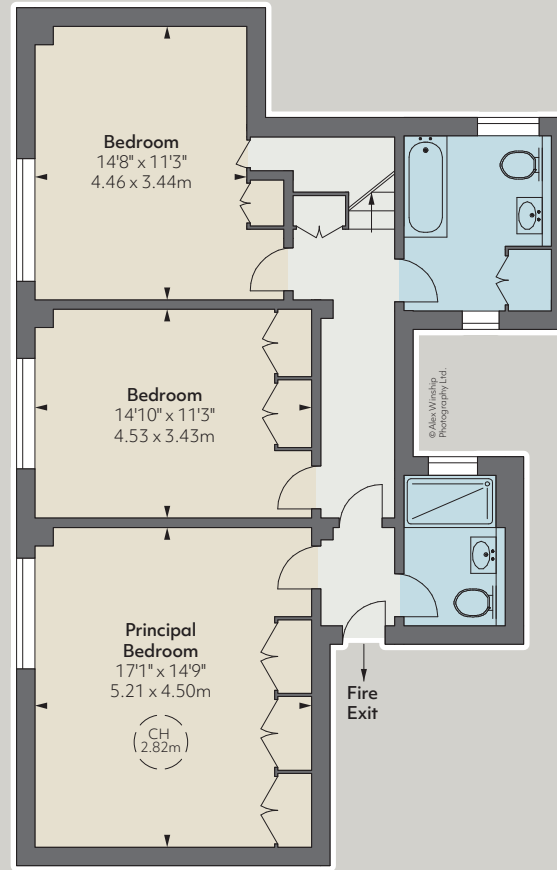 Bedroom
14'8" x 11'3"
4.46 x 3.44m
Bedroom
14'10" x 11'3"
4.53 x 3.43m
© Alex Winship
Photography Ltd.
Principal
Bedroom
17'1" x 14'9"
5.21 x 4.50m
CH
2.82m
Fire
Exit